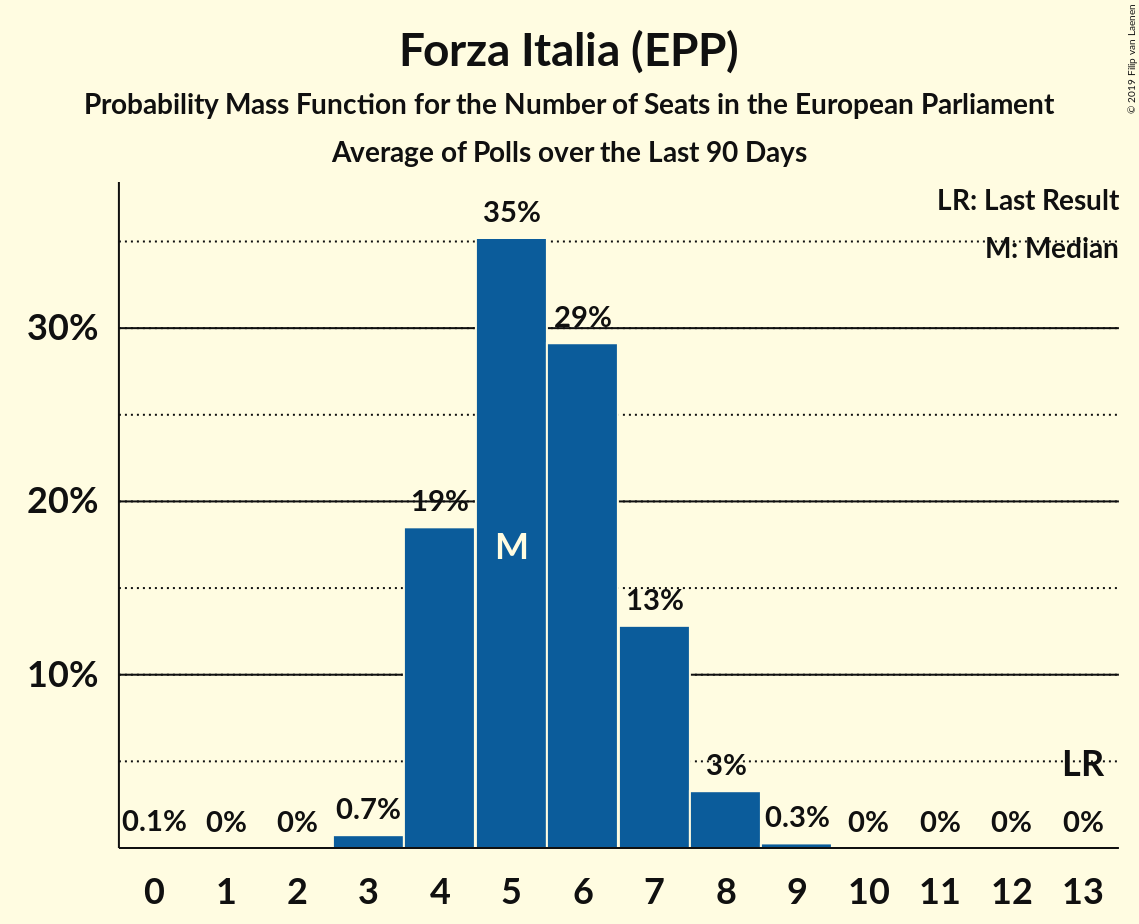 Forza Italia (EPP)
Probability Mass Function for the Number of Seats in the European Parliament
Average of Polls over the Last 90 Days
© 2019 Filip van Laenen
LR: Last Result
M: Median
35%
30%
29%
20%
19%
M
13%
10%
3%
LR
0.1%
0%
0%
0.7%
0.3%
0%
0%
0%
0%
0 1 2 3 4 5 6 7 8 9 10 11 12 13